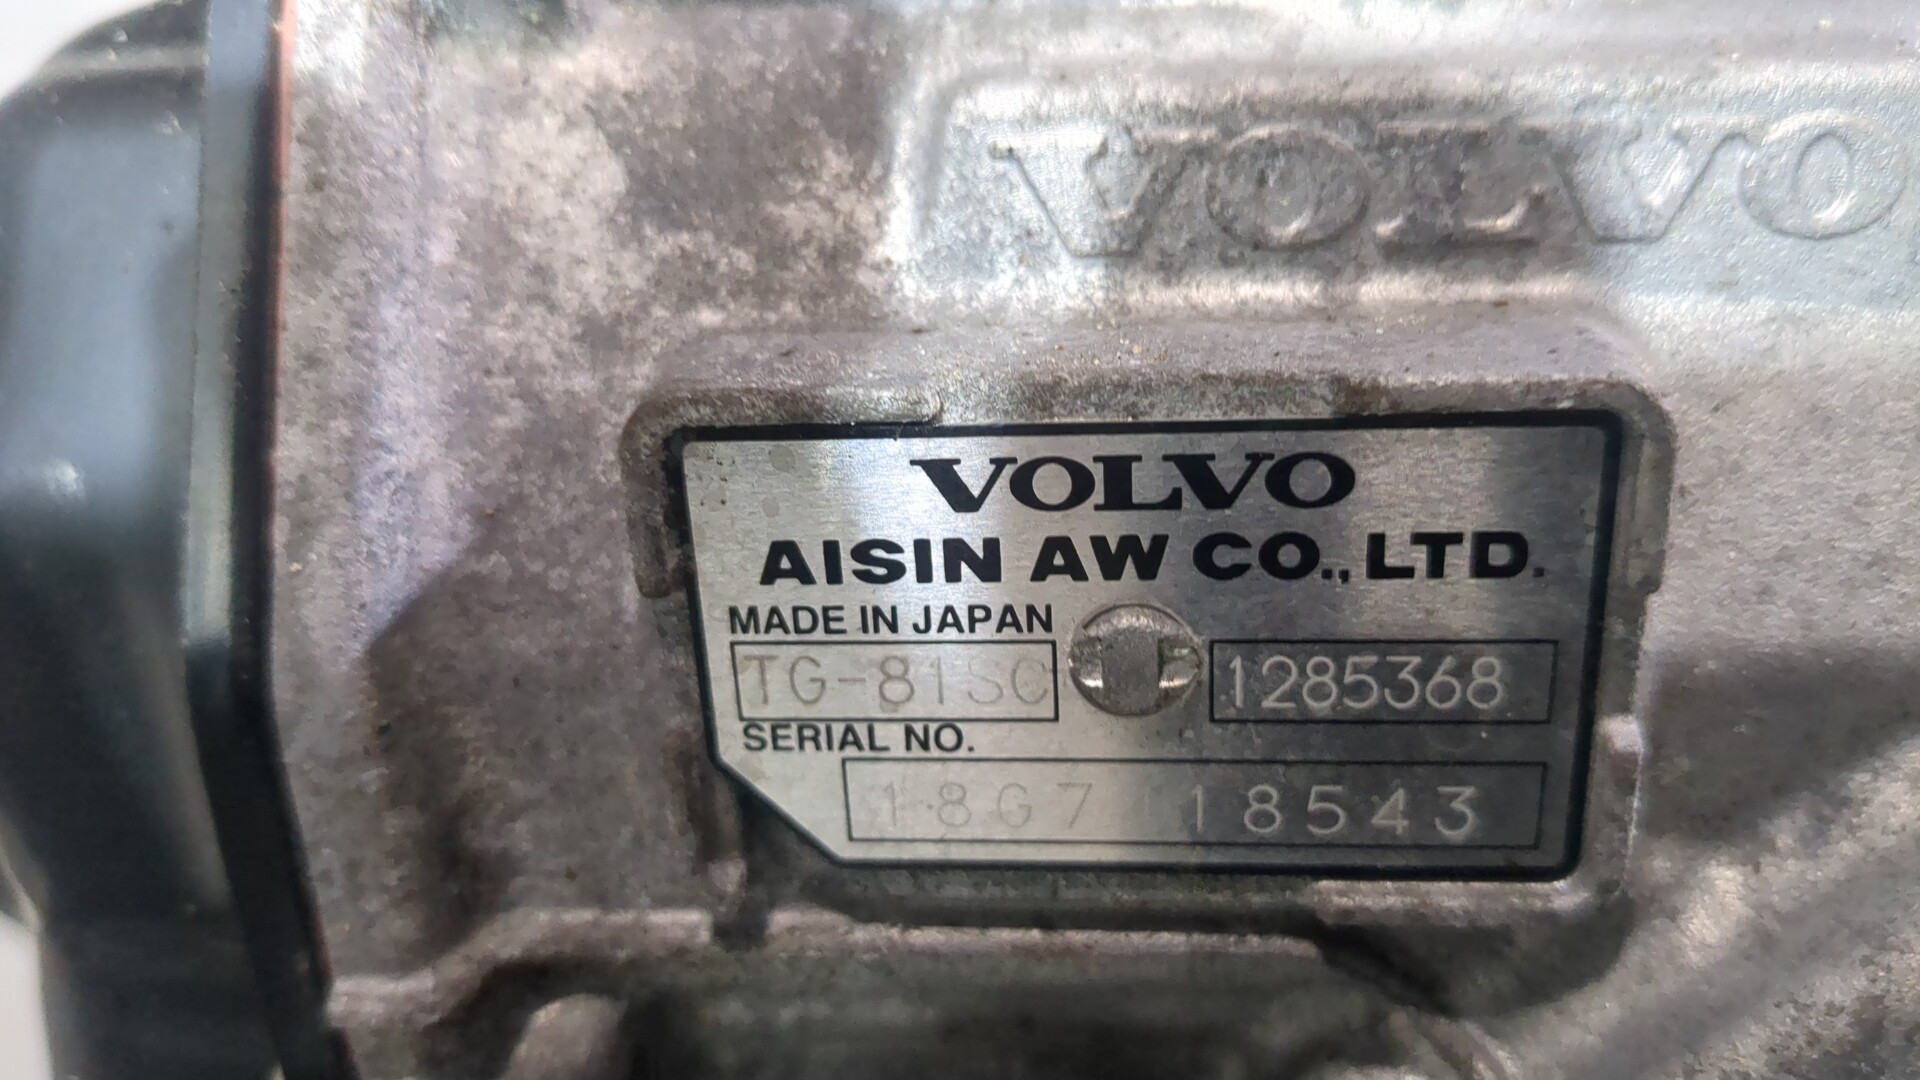 VOLVO
VOLVO
AISIN AW CO., LTD.
MADE IN JAPAN
TG-81SC 1285368
SERIAL NO.
18G7 18543